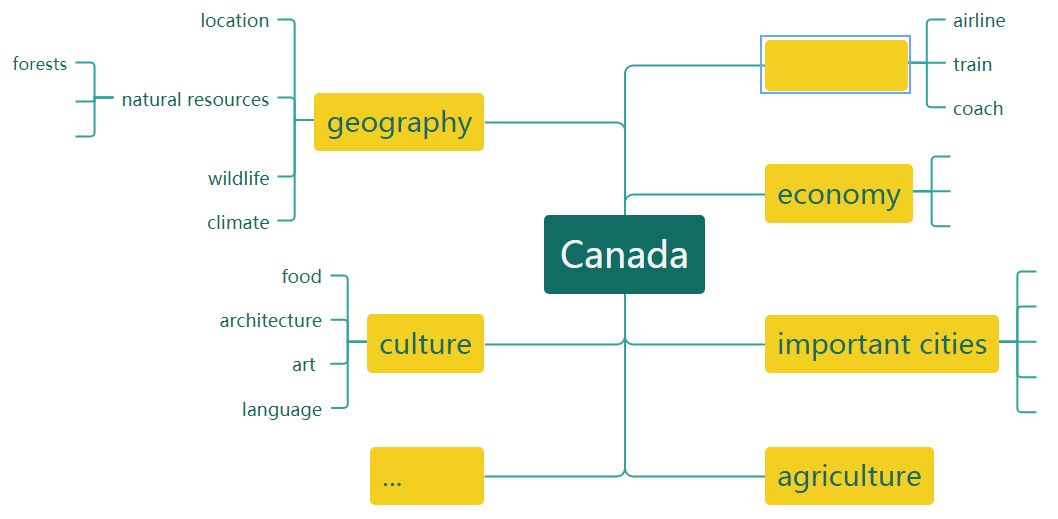 location
forests
natural resources
geography
wildlife
climate
food
architecture
culture
art
language
...
Canada
airline
train
coach
economy
important cities
agriculture